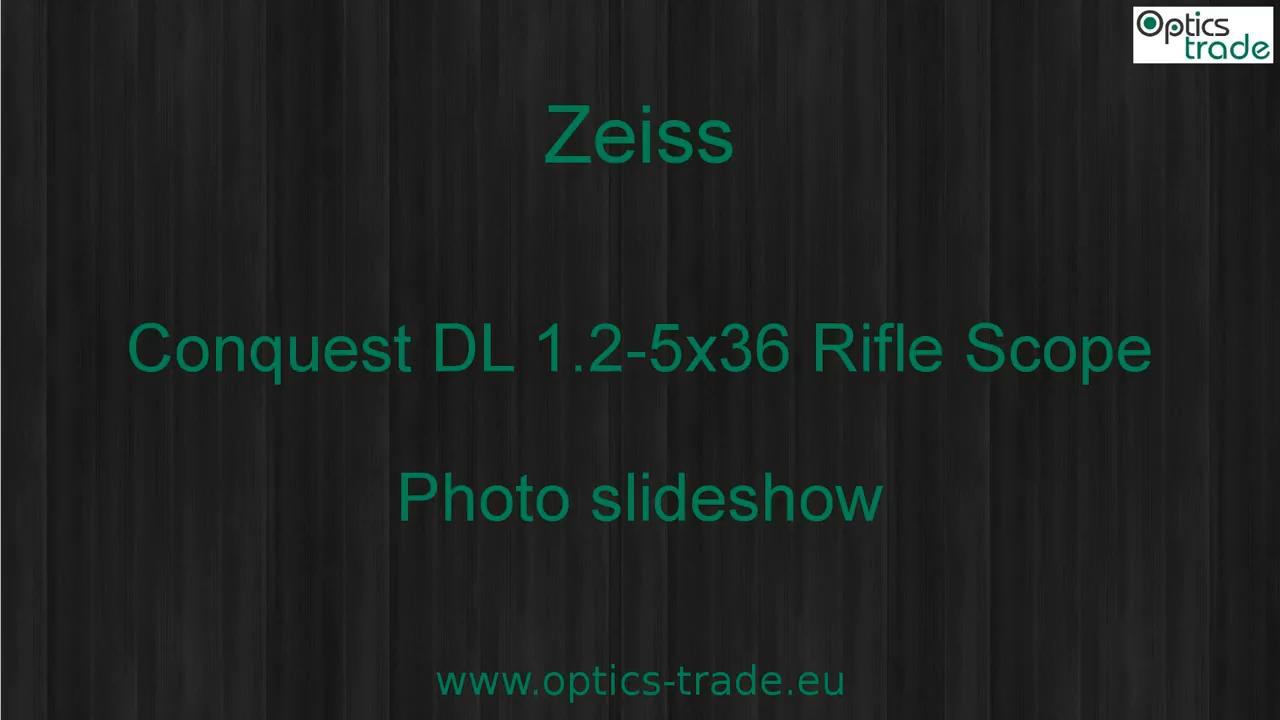 Optics
trade
Zeiss
Conquest DL 1.2-5x36 Rifle Scope
Photo slideshow
www.optics-trade.eu